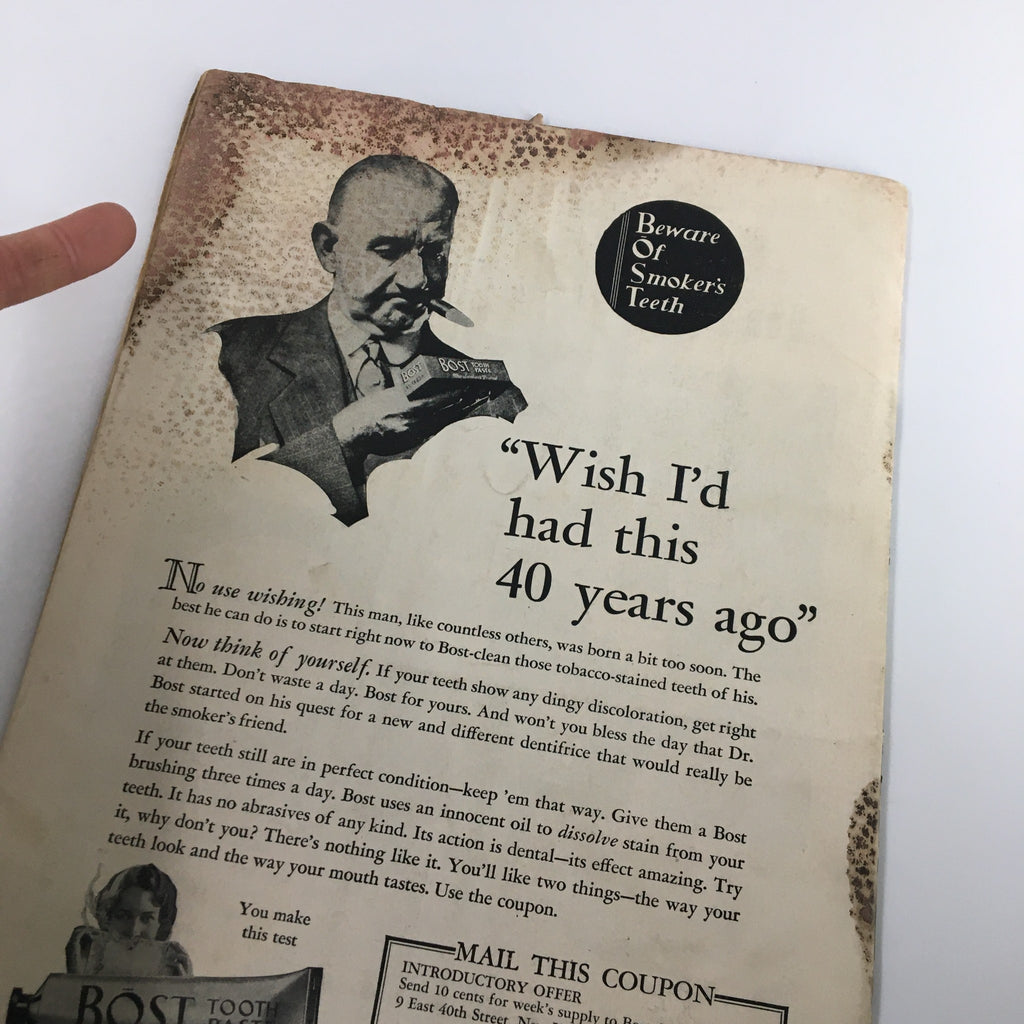 Beware
Of
Smoker's
Teeth
BOST
BOST TOOTH
PASTE
“Wish I'd
had this
40 years ago”
No use wishing! This man, like countless others, was born a bit too soon. The
best he can do is to start right now to Bost-clean those tobacco-stained teeth of his.
Now think of yourself. If your teeth show any dingy discoloration, get right
at them. Don't waste a day. Bost for yours. And won't you bless the day that Dr.
Bost started on his quest for a new and different dentifrice that would really be
the smoker's friend.
If your teeth still are in perfect condition—keep 'em that way. Give them a Bost
brushing three times a day. Bost uses an innocent oil to dissolve stain from your
teeth. It has no abrasives of any kind. Its action is dental—its effect amazing. Try
it, why don't you? There's nothing like it. You'll like two things—the way your
teeth look and the way your mouth tastes. Use the coupon.
You make
this test
BOST TOOTH
PASTE
MAIL THIS COUPON
INTRODUCTORY OFFER
Send 10 cents for week's supply to
9 East 40th Street,